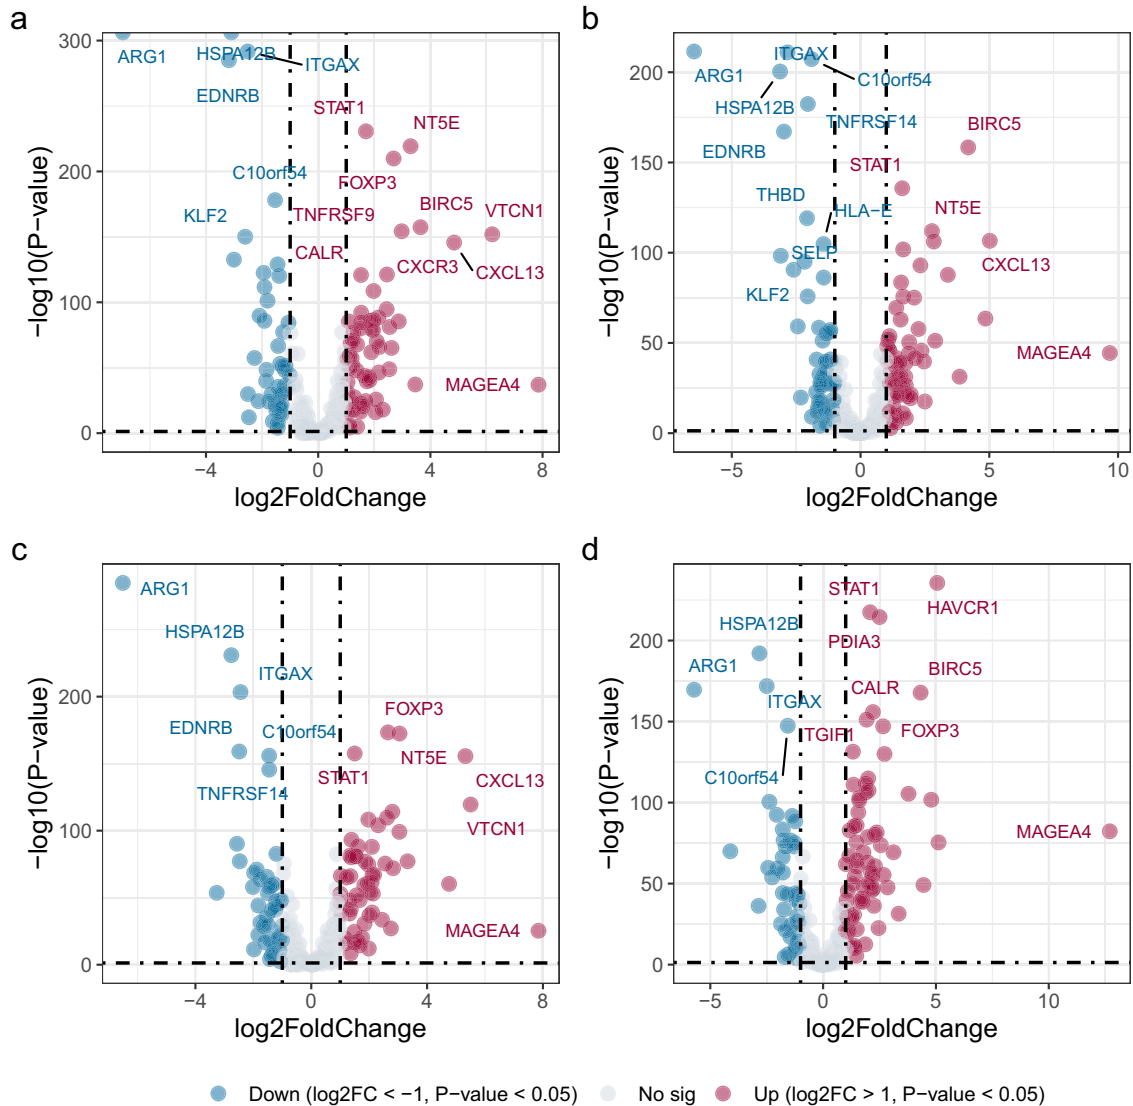 a
300
200
100
0
−4
0
4
8
−log10(P−value)
log2FoldChange
ARG1
HSPA12B
ITGAX
EDNRB
STAT1
NT5E
C10orf54
FOXP3
KLF2
TNFRSF9
BIRC5
VTCN1
CALR
CXCR3
CXCL13
MAGEA4
b
200
150
100
50
0
−5
0
5
10
−log10(P−value)
log2FoldChange
ITGAX
ARG1
C10orf54
HSPA12B
TNFRSF14
BIRC5
EDNRB
STAT1
THBD
HLA−E
NT5E
SELP
CXCL13
KLF2
MAGEA4
c
200
100
0
−4
0
4
8
−log10(P−value)
log2FoldChange
ARG1
HSPA12B
ITGAX
FOXP3
EDNRB
C10orf54
NT5E
STAT1
CXCL13
TNFRSF14
VTCN1
MAGEA4
d
200
150
100
50
0
−5
0
5
10
−log10(P−value)
log2FoldChange
STAT1
HAVCR1
HSPA12B
PDIA3
ARG1
BIRC5
CALR
ITGAX
TGIF1
FOXP3
C10orf54
MAGEA4
Down (log2FC < −1, P−value < 0.05) No sig Up (log2FC > 1, P−value < 0.05)